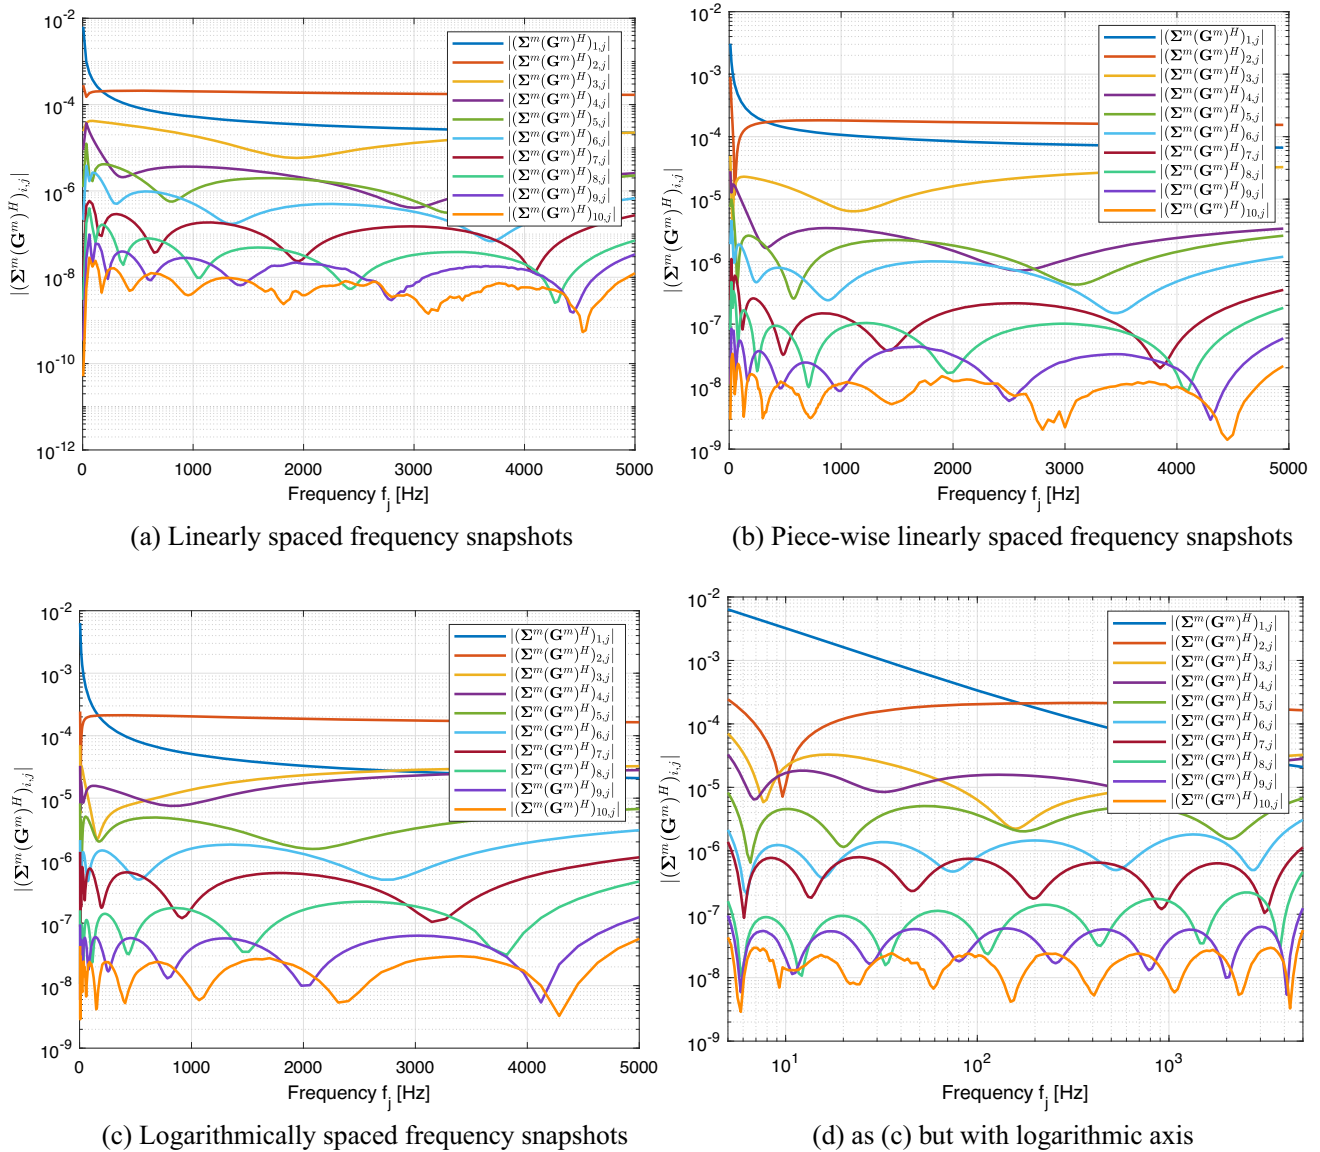 10^-2
10^-4
10^-6
10^-8
10^-10
10^-12
|(Σ^m(G^m)^H)_{i,j}|
0 1000 2000 3000 4000 5000
Frequency f_j [Hz]
|(Σ^m(G^m)^H)_{1,j}|
|(Σ^m(G^m)^H)_{2,j}|
|(Σ^m(G^m)^H)_{3,j}|
|(Σ^m(G^m)^H)_{4,j}|
|(Σ^m(G^m)^H)_{5,j}|
|(Σ^m(G^m)^H)_{6,j}|
|(Σ^m(G^m)^H)_{7,j}|
|(Σ^m(G^m)^H)_{8,j}|
|(Σ^m(G^m)^H)_{9,j}|
|(Σ^m(G^m)^H)_{10,j}|
(a) Linearly spaced frequency snapshots
10^-2
10^-3
10^-4
10^-5
10^-6
10^-7
10^-8
10^-9
|(Σ^m(G^m)^H)_{i,j}|
0 1000 2000 3000 4000 5000
Frequency f_j [Hz]
|(Σ^m(G^m)^H)_{1,j}|
|(Σ^m(G^m)^H)_{2,j}|
|(Σ^m(G^m)^H)_{3,j}|
|(Σ^m(G^m)^H)_{4,j}|
|(Σ^m(G^m)^H)_{5,j}|
|(Σ^m(G^m)^H)_{6,j}|
|(Σ^m(G^m)^H)_{7,j}|
|(Σ^m(G^m)^H)_{8,j}|
|(Σ^m(G^m)^H)_{9,j}|
|(Σ^m(G^m)^H)_{10,j}|
(b) Piece-wise linearly spaced frequency snapshots
10^-2
10^-3
10^-4
10^-5
10^-6
10^-7
10^-8
10^-9
|(Σ^m(G^m)^H)_{i,j}|
0 1000 2000 3000 4000 5000
Frequency f_j [Hz]
|(Σ^m(G^m)^H)_{1,j}|
|(Σ^m(G^m)^H)_{2,j}|
|(Σ^m(G^m)^H)_{3,j}|
|(Σ^m(G^m)^H)_{4,j}|
|(Σ^m(G^m)^H)_{5,j}|
|(Σ^m(G^m)^H)_{6,j}|
|(Σ^m(G^m)^H)_{7,j}|
|(Σ^m(G^m)^H)_{8,j}|
|(Σ^m(G^m)^H)_{9,j}|
|(Σ^m(G^m)^H)_{10,j}|
(c) Logarithmically spaced frequency snapshots
10^-2
10^-3
10^-4
10^-5
10^-6
10^-7
10^-8
10^-9
|(Σ^m(G^m)^H)_{i,j}|
10^1 10^2 10^3
Frequency f_j [Hz]
|(Σ^m(G^m)^H)_{1,j}|
|(Σ^m(G^m)^H)_{2,j}|
|(Σ^m(G^m)^H)_{3,j}|
|(Σ^m(G^m)^H)_{4,j}|
|(Σ^m(G^m)^H)_{5,j}|
|(Σ^m(G^m)^H)_{6,j}|
|(Σ^m(G^m)^H)_{7,j}|
|(Σ^m(G^m)^H)_{8,j}|
|(Σ^m(G^m)^H)_{9,j}|
|(Σ^m(G^m)^H)_{10,j}|
(d) as (c) but with logarithmic axis